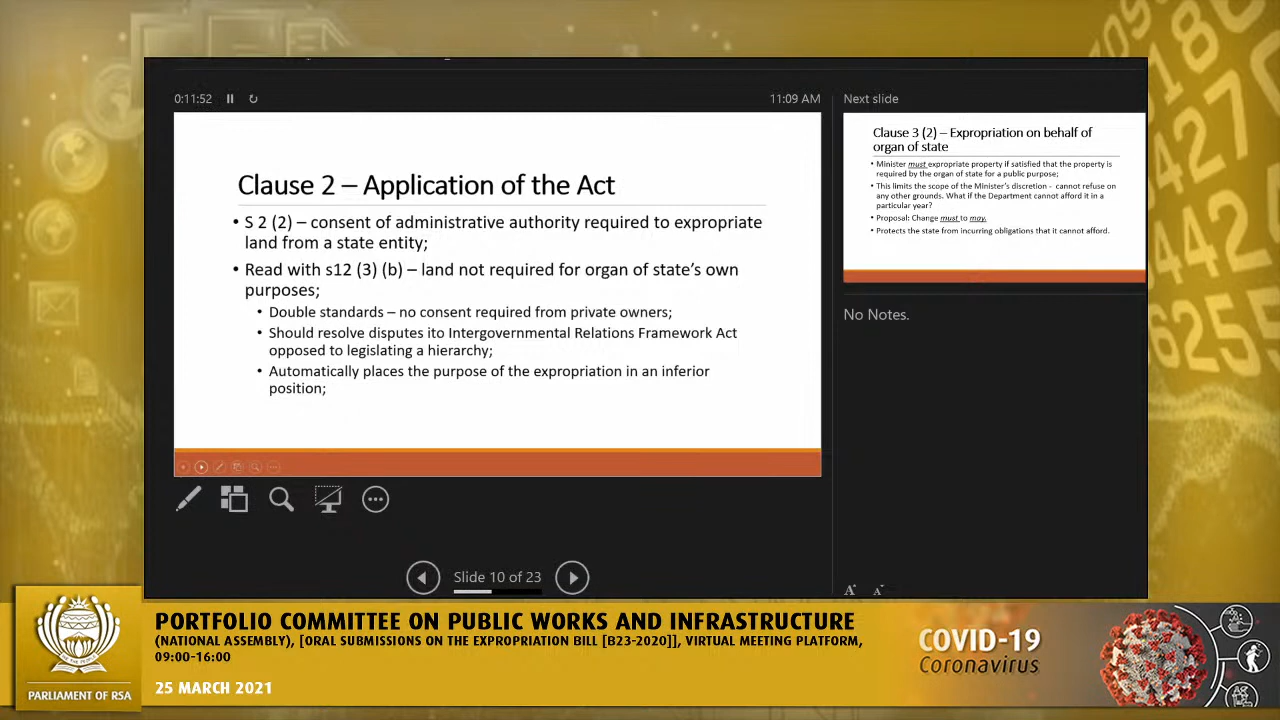 0:11:52
11:09 AM
Next slide
Clause 2 – Application of the Act
• S 2 (2) – consent of administrative authority required to expropriate
land from a state entity;
• Read with s12 (3) (b) – land not required for organ of state's own
purposes;
• Double standards – no consent required from private owners;
• Should resolve disputes ito Intergovernmental Relations Framework Act
opposed to legislating a hierarchy;
• Automatically places the purpose of the expropriation in an inferior
position;
Clause 3 (2) – Expropriation on behalf of
organ of state
• Minister must expropriate property if satisfied that the property is
required by the organ of state for a public purpose;
• This limits the scope of the Minister's discretion - cannot refuse on
any other grounds. What if the Department cannot afford it in a
particular year?
• Proposal: Change must to may.
• Protects the state from incurring obligations that it cannot afford.
No Notes.
Slide 10 of 23
A A
PORTFOLIO COMMITTEE ON PUBLIC WORKS AND INFRASTRUCTURE
(NATIONAL ASSEMBLY), [ORAL SUBMISSIONS ON THE EXPROPRIATION BILL [B23-2020]], VIRTUAL MEETING PLATFORM,
09:00-16:00
25 MARCH 2021
PARLIAMENT OF RSA
COVID-19
Coronavirus